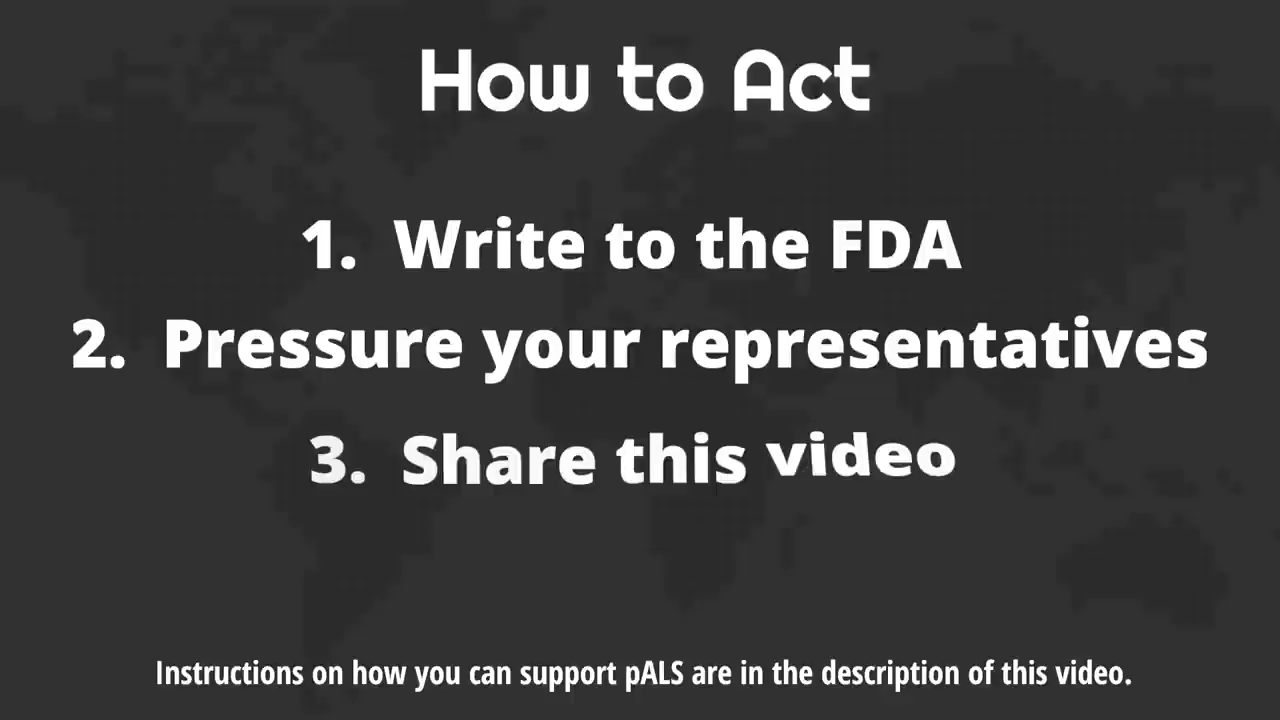 How to Act
1. Write to the FDA
2. Pressure your representatives
3. Share this video
Instructions on how you can support pALS are in the description of this video.